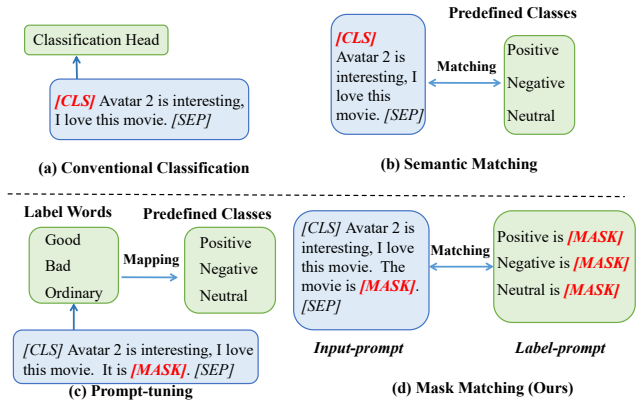 Classification Head
[CLS] Avatar 2 is interesting,
I love this movie. [SEP]
(a) Conventional Classification
Predefined Classes
[CLS]
Avatar 2 is
interesting, I
love this
movie. [SEP]
Matching
Positive
Negative
Neutral
(b) Semantic Matching
Label Words
Good
Bad
Ordinary
Mapping
Predefined Classes
Positive
Negative
Neutral
[CLS] Avatar 2 is interesting, I love
this movie.  It is [MASK]. [SEP]
(c) Prompt-tuning
[CLS] Avatar 2 is
interesting, I love
this movie.  The
movie is [MASK].
[SEP]
Input-prompt
Matching
Positive is [MASK]
Negative is [MASK]
Neutral is [MASK]
Label-prompt
(d) Mask Matching (Ours)